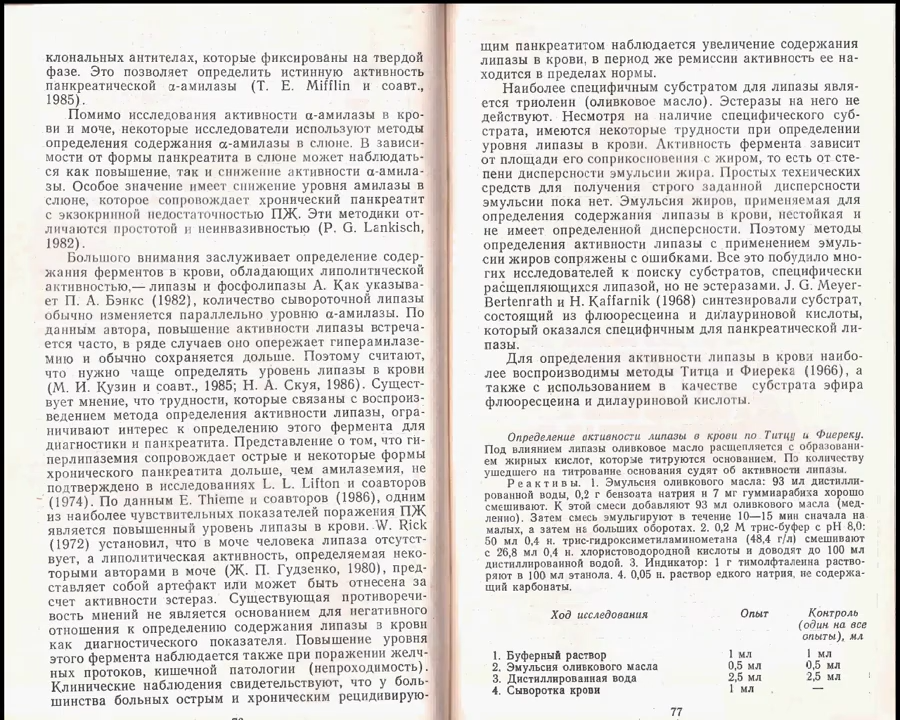 клональных антителах, которые фиксированы на твердой
фазе. Это позволяет определить истинную активность
панкреатической α-амилазы (T. E. Mifflin и соавт.,
1985).
Помимо исследования активности α-амилазы в кро-
ви и моче, некоторые исследователи используют методы
определения содержания α-амилазы в слюне. В зависи-
мости от формы панкреатита в слюне может наблюдать-
ся как повышение, так и снижение активности α-амила-
зы. Особое значение имеет снижение уровня амилазы в
слюне, которое сопровождает хронический панкреатит
с экзокринной недостаточностью ПЖ. Эти методики от-
личаются простотой и неинвазивностью (P. G. Lankisch,
1982).
Большого внимания заслуживает определение содер-
жания ферментов в крови, обладающих липолитической
активностью,— липазы и фосфолипазы А. Как указыва-
ет П. А. Бэнкс (1982), количество сывороточной липазы
обычно изменяется параллельно уровню α-амилазы. По
данным автора, повышение активности липазы встреча-
ется часто, в ряде случаев оно опережает гиперамилазе-
мию и обычно сохраняется дольше. Поэтому считают,
что нужно чаще определять уровень липазы в крови
(М. И. Кузин и соавт., 1985; Н. А. Скуя, 1986). Сущест-
вует мнение, что трудности, которые связаны с воспроиз-
ведением метода определения активности липазы, огра-
ничивают интерес к определению этого фермента для
диагностики и панкреатита. Представление о том, что ги-
перлипаземия сопровождает острые и некоторые формы
хронического панкреатита дольше, чем амилаземия, не
подтверждено в исследованиях L. L. Lifton и соавторов
(1974). По данным E. Thieme и соавторов (1986), одним
из наиболее чувствительных показателей поражения ПЖ
является повышенный уровень липазы в крови. W. Rick
(1972) установил, что в моче человека липаза отсутст-
вует, а липолитическая активность, определяемая неко-
торыми авторами в моче (Ж. П. Гудзенко, 1980), пред-
ставляет собой артефакт или может быть отнесена за
счет активности эстераз. Существующая противоречи-
вость мнений не является основанием для негативного
отношения к определению содержания липазы в крови
как диагностического показателя. Повышение уровня
этого фермента наблюдается также при поражении желч-
ных протоков, кишечной патологии (непроходимость).
Клинические наблюдения свидетельствуют, что у боль-
шинства больных острым и хроническим рецидивирую-
щим панкреатитом наблюдается увеличение содержания
липазы в крови, в период же ремиссии активность ее на-
ходится в пределах нормы.
Наиболее специфичным субстратом для липазы явля-
ется триолеин (оливковое масло). Эстеразы на него не
действуют. Несмотря на наличие специфического суб-
страта, имеются некоторые трудности при определении
уровня липазы в крови. Активность фермента зависит
от площади его соприкосновения с жиром, то есть от сте-
пени дисперсности эмульсии жира. Простых технических
средств для получения строго заданной дисперсности
эмульсии пока нет. Эмульсия жиров, применяемая для
определения содержания липазы в крови, нестойкая и
не имеет определенной дисперсности. Поэтому методы
определения активности липазы с применением эмуль-
сии жиров сопряжены с ошибками. Все это побудило мно-
гих исследователей к поиску субстратов, специфически
расщепляющихся липазой, но не эстеразами. J. G. Meyer-
Bertenrath и H. Kaffarnik (1968) синтезировали субстрат,
состоящий из флюоресцеина и дилауриновой кислоты,
который оказался специфичным для панкреатической ли-
пазы.
Для определения активности липазы в крови наибо-
лее воспроизводимы методы Титца и Фиерека (1966), а
также с использованием в качестве субстрата эфира
флюоресцеина и дилауриновой кислоты.
Определение активности липазы в крови по Титцу и Фиереку.
Под влиянием липазы оливковое масло расщепляется с образовани-
ем жирных кислот, которые титруются основанием. По количеству
ушедшего на титрование основания судят об активности липазы.
Реактивы. 1. Эмульсия оливкового масла: 93 мл дистилли-
рованной воды, 0,2 г бензоата натрия и 7 мг гуммиарабика хорошо
смешивают. К этой смеси добавляют 93 мл оливкового масла (мед-
ленно). Затем смесь эмульгируют в течение 10—15 мин сначала на
малых, а затем на больших оборотах. 2. 0,2 М трис-буфер с pH 8,0:
50 мл 0,4 н. трис-гидроксиметиламинометана (48,4 г/л) смешивают
с 26,8 мл 0,4 н. хлористоводородной кислоты и доводят до 100 мл
дистиллированной водой. 3. Индикатор: 1 г тимолфталеина раство-
ряют в 100 мл этанола. 4. 0,05 н. раствор едкого натрия, не содержа-
щий карбонаты.
Ход исследования Опыт Контроль
(один на все
опыты), мл
1. Буферный раствор 1 мл 1 мл
2. Эмульсия оливкового масла 0,5 мл 0,5 мл
3. Дистиллированная вода 2,5 мл 2,5 мл
4. Сыворотка крови 1 мл —
77